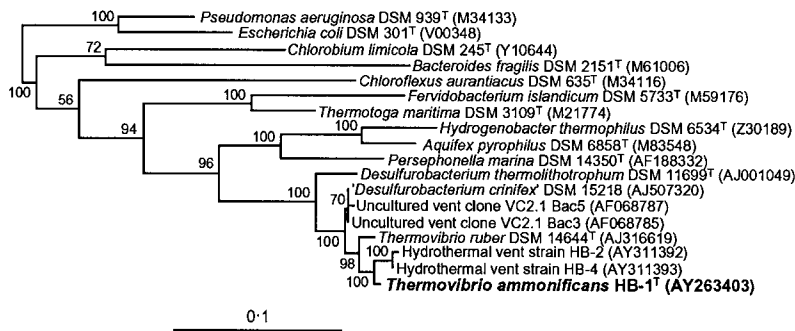 100 Pseudomonas aeruginosa DSM 939T (M34133)
Escherichia coli DSM 301T (V00348)
72 Chlorobium limicola DSM 245T (Y10644)
Bacteroides fragilis DSM 2151T (M61006)
100
56 Chloroflexus aurantiacus DSM 635T (M34116)
100 Fervidobacterium islandicum DSM 5733T (M59176)
Thermotoga maritima DSM 3109T (M21774)
94
100 Hydrogenobacter thermophilus DSM 6534T (Z30189)
100 Aquifex pyrophilus DSM 6858T (M83548)
Persephonella marina DSM 14350T (AF188332)
96
Desulfurobacterium thermolithotrophum DSM 11699T (AJ001049)
100 'Desulfurobacterium crinifex' DSM 15218 (AJ507320)
70 Uncultured vent clone VC2.1 Bac5 (AF068787)
Uncultured vent clone VC2.1 Bac3 (AF068785)
100 Thermovibrio ruber DSM 14644T (AJ316619)
100 Hydrothermal vent strain HB-2 (AY311392)
98 Hydrothermal vent strain HB-4 (AY311393)
100 Thermovibrio ammonificans HB-1T (AY263403)
0·1